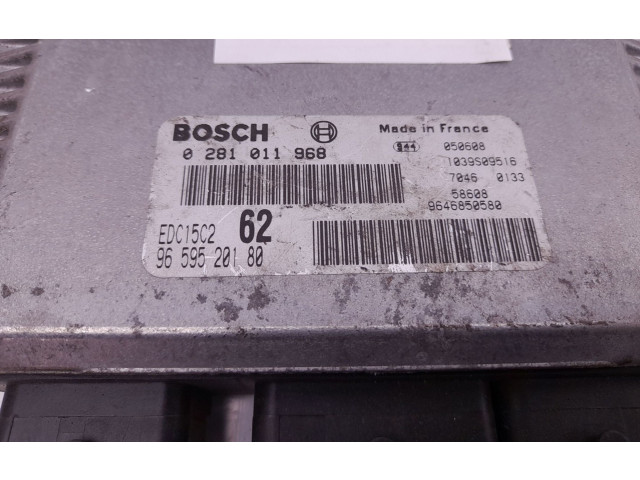 BOSCH
Made in France
0 281 011 968
944 050608
1039S09516
7046 0133
58608
9646850580
EDC15C2 62
96 595 201 80